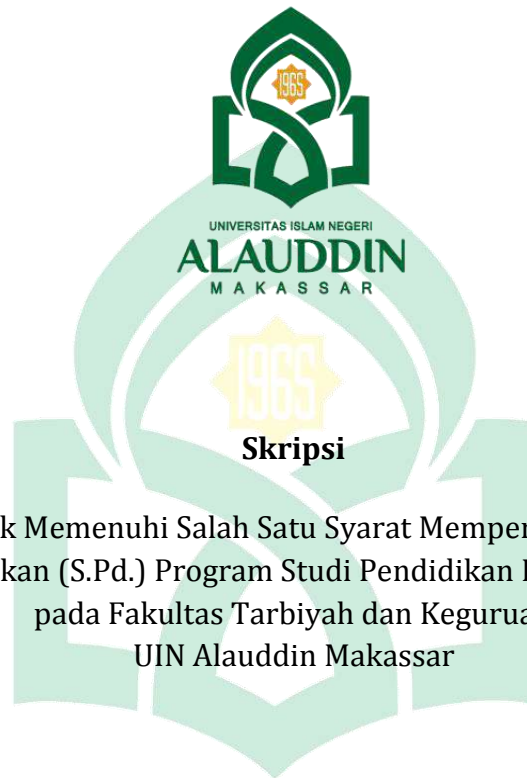 1965
UNIVERSITAS ISLAM NEGERI
ALAUDDIN
MAKASSAR
1965
Skripsi
k Memenuhi Salah Satu Syarat Memper
kan (S.Pd.) Program Studi Pendidikan
pada Fakultas Tarbiyah dan Kegurua
UIN Alauddin Makassar